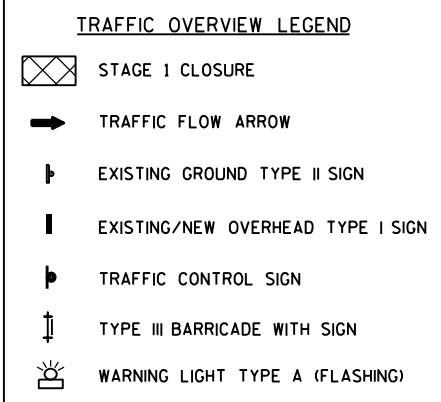 TRAFFIC OVERVIEW LEGEND
STAGE 1 CLOSURE
TRAFFIC FLOW ARROW
EXISTING GROUND TYPE II SIGN
EXISTING/NEW OVERHEAD TYPE I SIGN
TRAFFIC CONTROL SIGN
TYPE III BARRICADE WITH SIGN
WARNING LIGHT TYPE A (FLASHING)